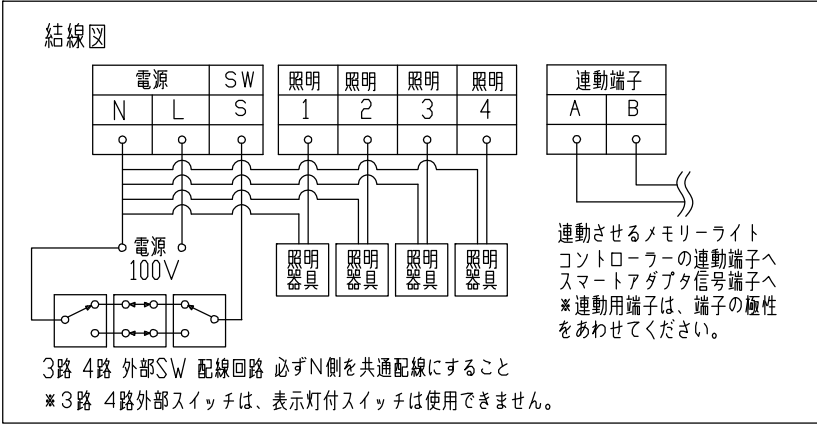 結線図
電源 SW 照明 照明 照明 照明 連動端子
N L S 1 2 3 4 A B
電源
100V
照明 照明 照明 照明
器具 器具 器具 器具
連動させるメモリーライト
コントローラーの連動端子へ
スマートアダプタ信号端子へ
※連動用端子は、端子の極性
をあわせてください。
3路 4路 外部SW 配線回路 必ずN側を共通配線にすること
※3路 4路外部スイッチは、表示灯付スイッチは使用できません。